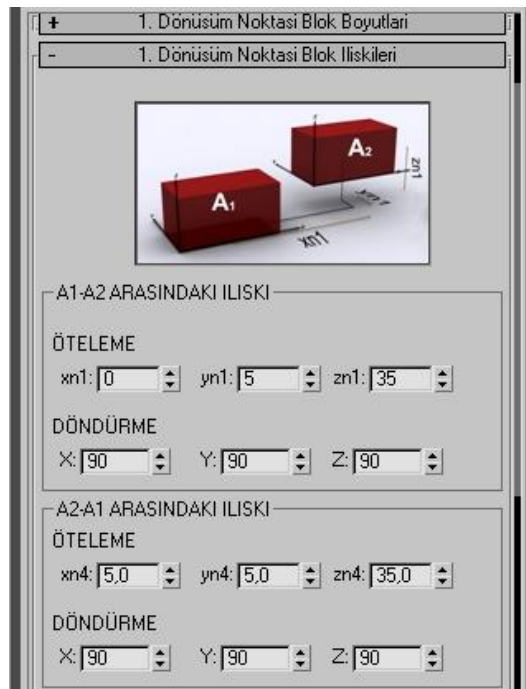 + 1. Dönüsüm Noktasi Blok Boyutlari
- 1. Dönüsüm Noktasi Blok Iliskileri
A2
A1
zn1
yn1
xn1
A1-A2 ARASINDAKI ILISKI
ÖTELEME
xn1: 0 yn1: 5 zn1: 35
DÖNDÜRME
X: 90 Y: 90 Z: 90
A2-A1 ARASINDAKI ILISKI
ÖTELEME
xn4: 5,0 yn4: 5,0 zn4: 35,0
DÖNDÜRME
X: 90 Y: 90 Z: 90